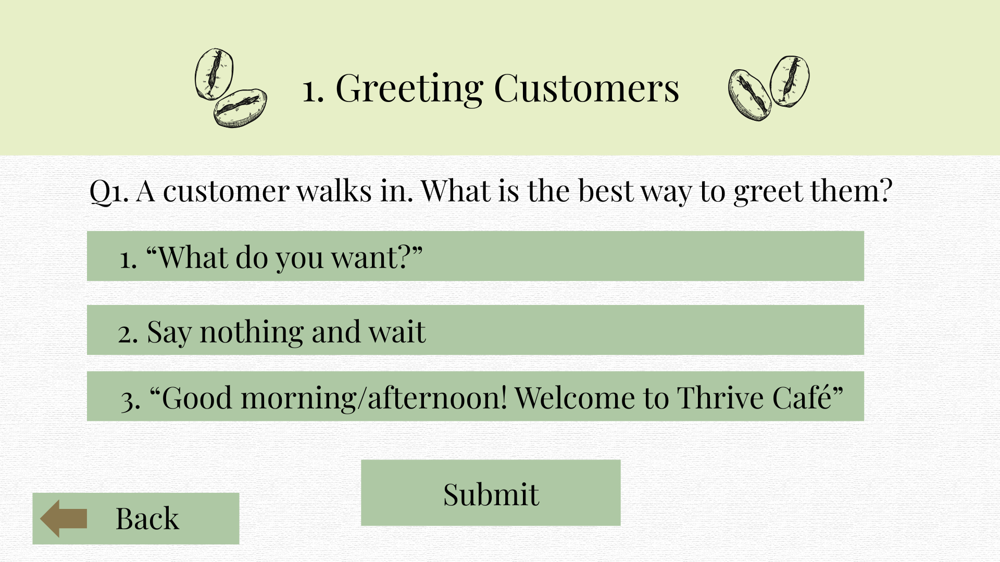 1. Greeting Customers
Q1. A customer walks in. What is the best way to greet them?
1. “What do you want?”
2. Say nothing and wait
3. “Good morning/afternoon! Welcome to Thrive Café”
Submit
Back